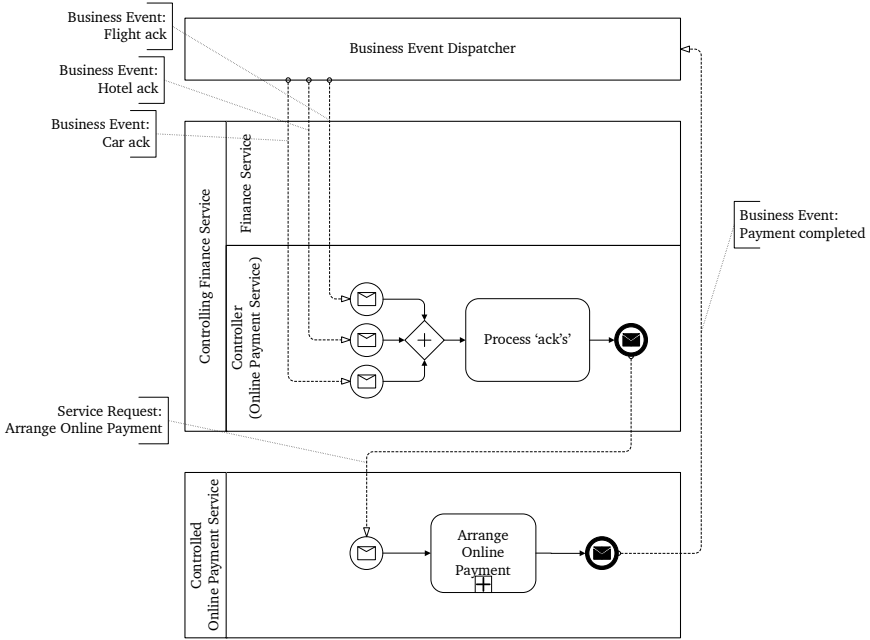 Business Event:
Flight ack
Business Event Dispatcher
Business Event:
Hotel ack
Business Event:
Car ack
Controlling Finance Service
Finance Service
Business Event:
Payment completed
Controller
(Online Payment Service)
Process ‘ack’s’
Service Request:
Arrange Online Payment
Controlled
Online Payment Service
Arrange
Online
Payment